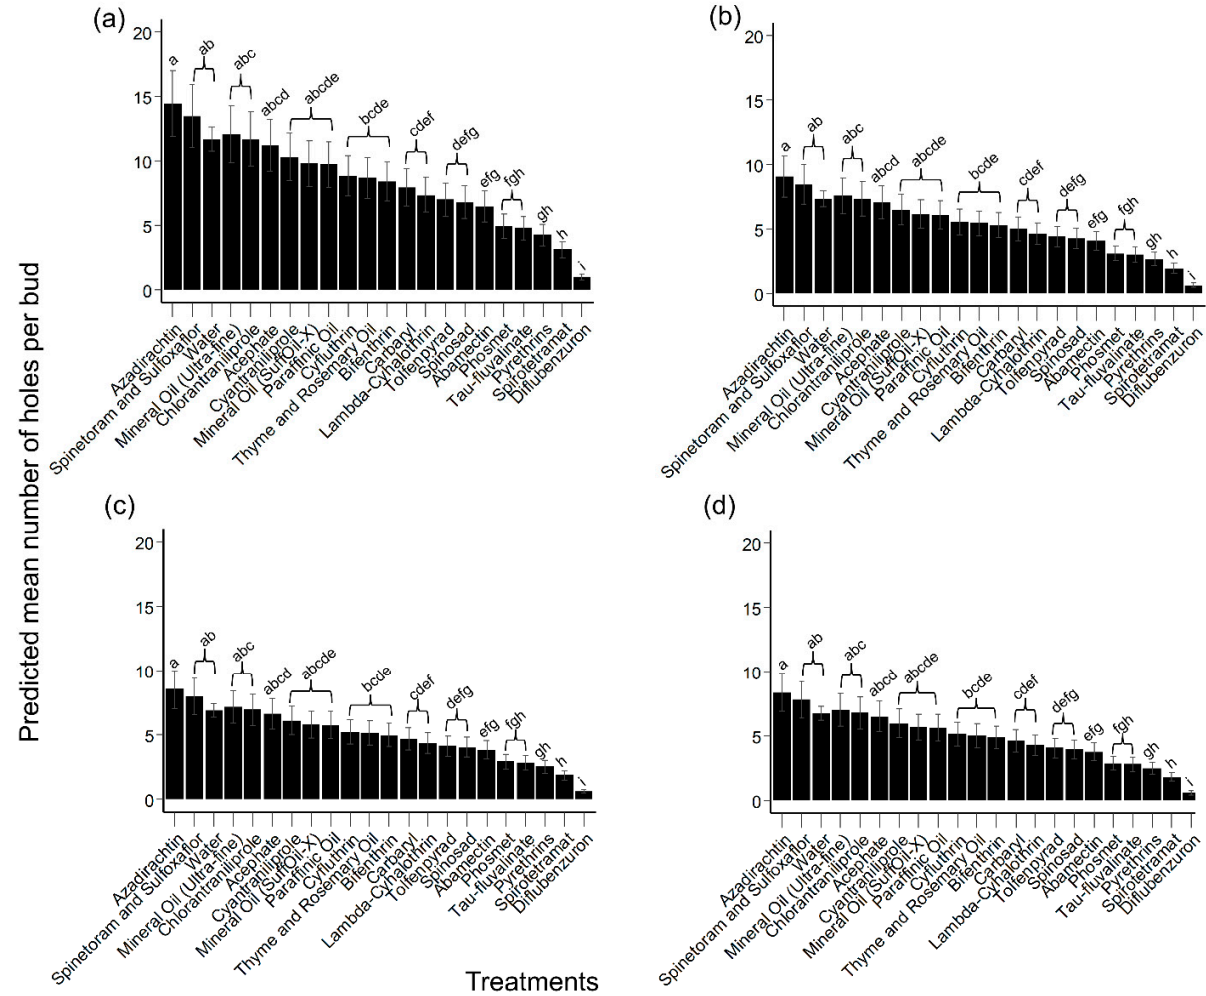 Predicted mean number of holes per bud
(a)
20
15
10
5
0
a
ab
abc
abcd
abcde
bcde
cdef
defg
efg
fgh
gh
h
i
Azadirachtin
Spinetoram and Sulfoxaflor
Water
Mineral Oil (Ultra-fine)
Chlorantraniliprole
Acephate
Cyantraniliprole
Mineral Oil (SuffOil-X)
Paraffinic Oil
Cyfluthrin
Thyme and Rosemary Oil
Bifenthrin
Carbaryl
Lambda-Cyhalothrin
Tolfenpyrad
Spinosad
Abamectin
Phosmet
Tau-fluvalinate
Pyrethrins
Spirotetramat
Diflubenzuron
(b)
20
15
10
5
0
a
ab
abc
abcd
abcde
bcde
cdef
defg
efg
fgh
gh
h
i
Azadirachtin
Spinetoram and Sulfoxaflor
Water
Mineral Oil (Ultra-fine)
Chlorantraniliprole
Acephate
Cyantraniliprole
Mineral Oil (SuffOil-X)
Paraffinic Oil
Cyfluthrin
Thyme and Rosemary Oil
Bifenthrin
Carbaryl
Lambda-Cyhalothrin
Tolfenpyrad
Spinosad
Abamectin
Phosmet
Tau-fluvalinate
Pyrethrins
Spirotetramat
Diflubenzuron
(c)
20
15
10
5
0
a
ab
abc
abcd
abcde
bcde
cdef
defg
efg
fgh
gh
h
i
Azadirachtin
Spinetoram and Sulfoxaflor
Water
Mineral Oil (Ultra-fine)
Chlorantraniliprole
Acephate
Cyantraniliprole
Mineral Oil (SuffOil-X)
Paraffinic Oil
Cyfluthrin
Thyme and Rosemary Oil
Bifenthrin
Carbaryl
Lambda-Cyhalothrin
Tolfenpyrad
Spinosad
Abamectin
Phosmet
Tau-fluvalinate
Pyrethrins
Spirotetramat
Diflubenzuron
(d)
20
15
10
5
0
a
ab
abc
abcd
abcde
bcde
cdef
defg
efg
fgh
gh
h
i
Azadirachtin
Spinetoram and Sulfoxaflor
Water
Mineral Oil (Ultra-fine)
Chlorantraniliprole
Acephate
Cyantraniliprole
Mineral Oil (SuffOil-X)
Paraffinic Oil
Cyfluthrin
Thyme and Rosemary Oil
Bifenthrin
Carbaryl
Lambda-Cyhalothrin
Tolfenpyrad
Spinosad
Abamectin
Phosmet
Tau-fluvalinate
Pyrethrins
Spirotetramat
Diflubenzuron
Treatments